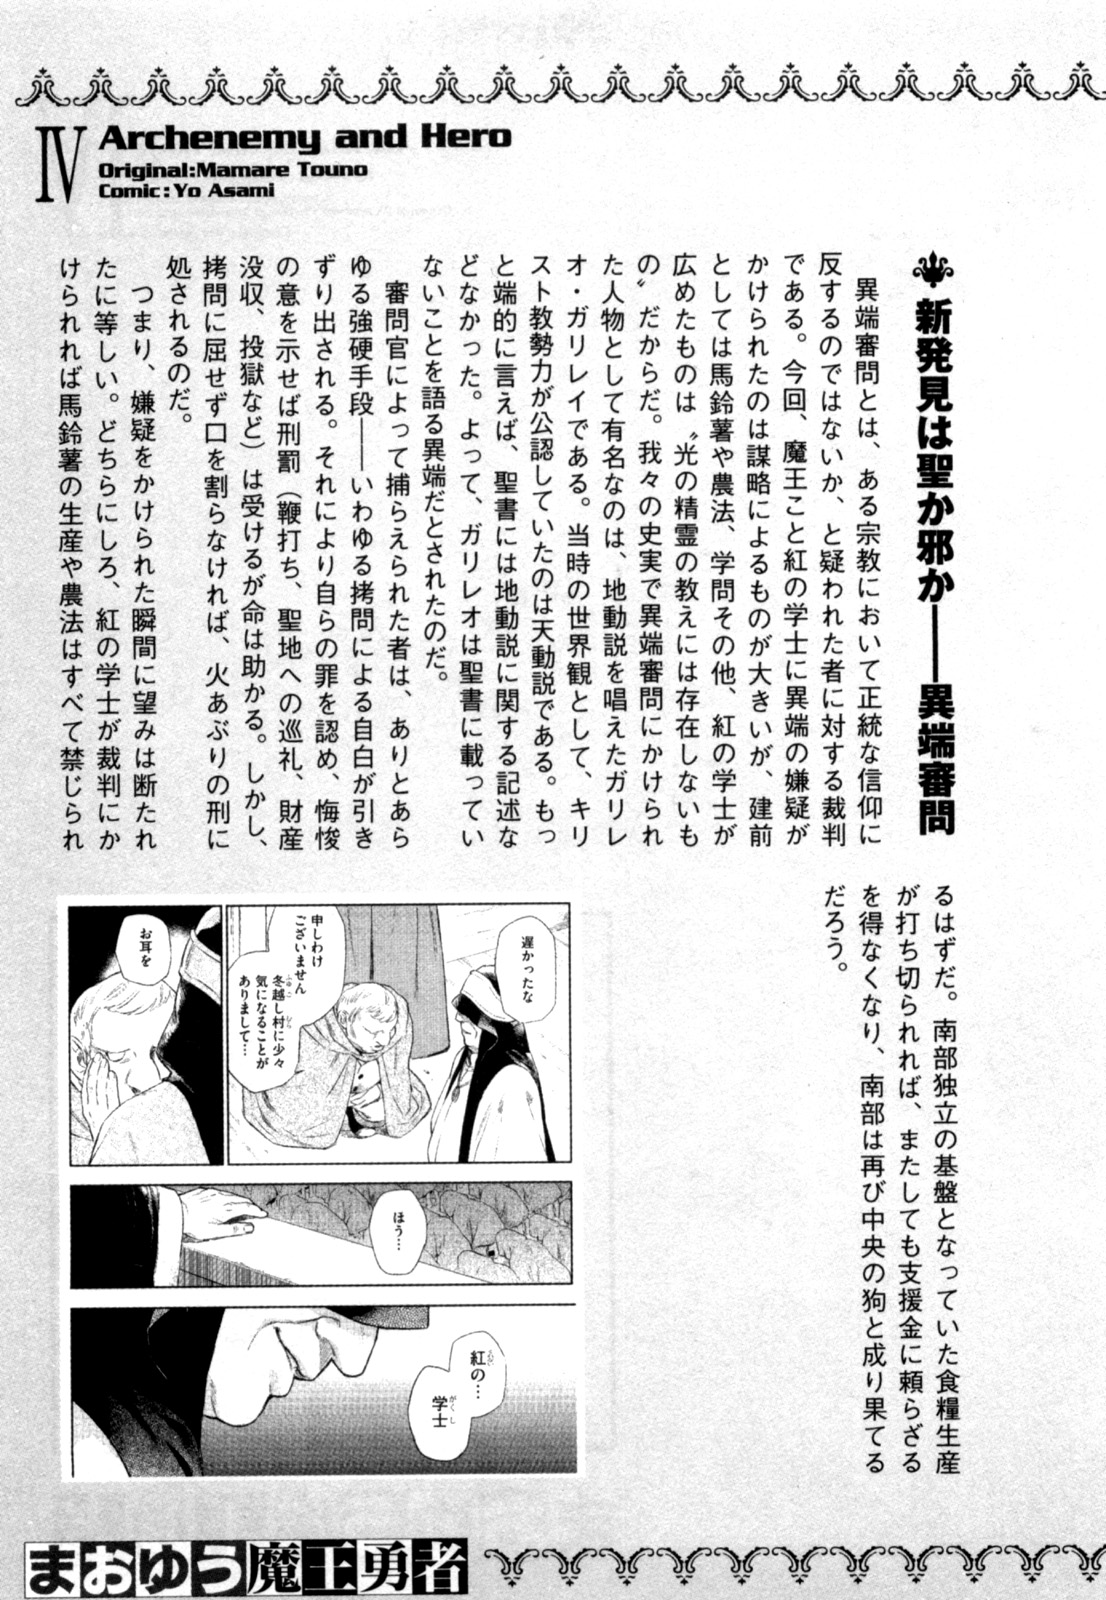 IV
Archenemy and Hero
Original:Mamare Touno
Comic:Yo Asami
新発見は聖か邪か――異端審問
異端審問とは、ある宗教において正統な信仰に
反するのではないか、と疑われた者に対する裁判
である。今回、魔王こと紅の学士に異端の嫌疑が
かけられたのは謀略によるものが大きいが、建前
としては馬鈴薯や農法、学問その他、紅の学士が
広めたものは〝光の精霊の教えには存在しないも
の〟だからだ。我々の史実で異端審問にかけられ
た人物として有名なのは、地動説を唱えたガリレ
オ・ガリレイである。当時の世界観として、キリ
スト教勢力が公認していたのは天動説である。もっ
と端的に言えば、聖書には地動説に関する記述な
どなかった。よって、ガリレオは聖書に載ってい
ないことを語る異端だとされたのだ。
審問官によって捕らえられた者は、ありとあら
ゆる強硬手段――いわゆる拷問による自白が引き
ずり出される。それにより自らの罪を認め、悔悛
の意を示せば刑罰（鞭打ち、聖地への巡礼、財産
没収、投獄など）は受けるが命は助かる。しかし、
拷問に屈せず口を割らなければ、火あぶりの刑に
処されるのだ。
つまり、嫌疑をかけられた瞬間に望みは断たれ
たに等しい。どちらにしろ、紅の学士が裁判にか
けられれば馬鈴薯の生産や農法はすべて禁じられ
るはずだ。南部独立の基盤となっていた食糧生産
が打ち切られれば、またしても支援金に頼らざる
を得なくなり、南部は再び中央の狗と成り果てる
だろう。
遅かったな
申しわけ
ございません
冬越し村に少々
気になることが
ありまして…
お耳を
ほう…
紅の…
学士
まおゆう魔王勇者